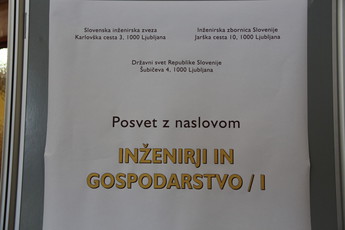 Slovenska inženirska zveza
Karlovška cesta 3, 1000 Ljubljana
Inženirska zbornica Slovenije
Jarška cesta 10, 1000 Ljubljana
Državni svet Republike Slovenije
Šubičeva 4, 1000 Ljubljana
Posvet z naslovom
INŽENIRJI IN
GOSPODARSTVO / I